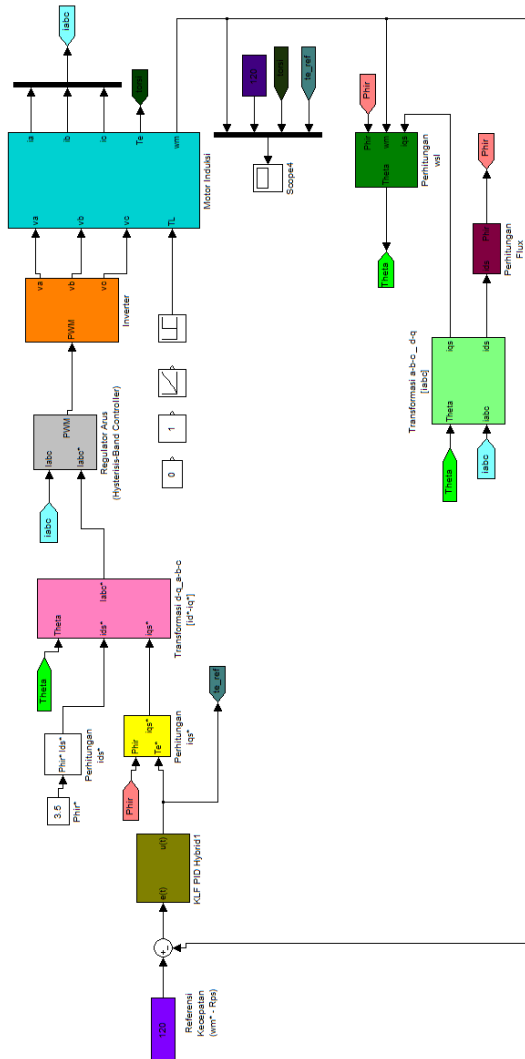 120
Referensi
Kecepatan
(wm* - Rps)
+
-
e(t)
u(t)
KLF PID Hybrid1
te_ref
3.5
Phir*
Phir*
Ids*
Perhitungan
ids*
Phir
Phir
Te*
iqs*
Perhitungan
iqs*
Theta
Theta
ids*
iqs*
Iabc*
Transformasi d-q_a-b-c
[id*-iq*]
iabc
Iabc
Iabc*
PWM
Regulator Arus
(Hysterisis-Band Controller)
0
1
PWM
va
vb
vc
Inverter
va
vb
vc
TL
ia
ib
ic
Te
wm
Motor Induksi
iabc
120
te_ref
Scope4
Phir
Phir
wm
iqs
Theta
Perhitungan
wsl
Theta
Theta
iabc
Theta
iabc
iqs
ids
Transformasi a-b-c_ d-q
[iabc]
ids
Phir
Perhitungan
Flux
Phir